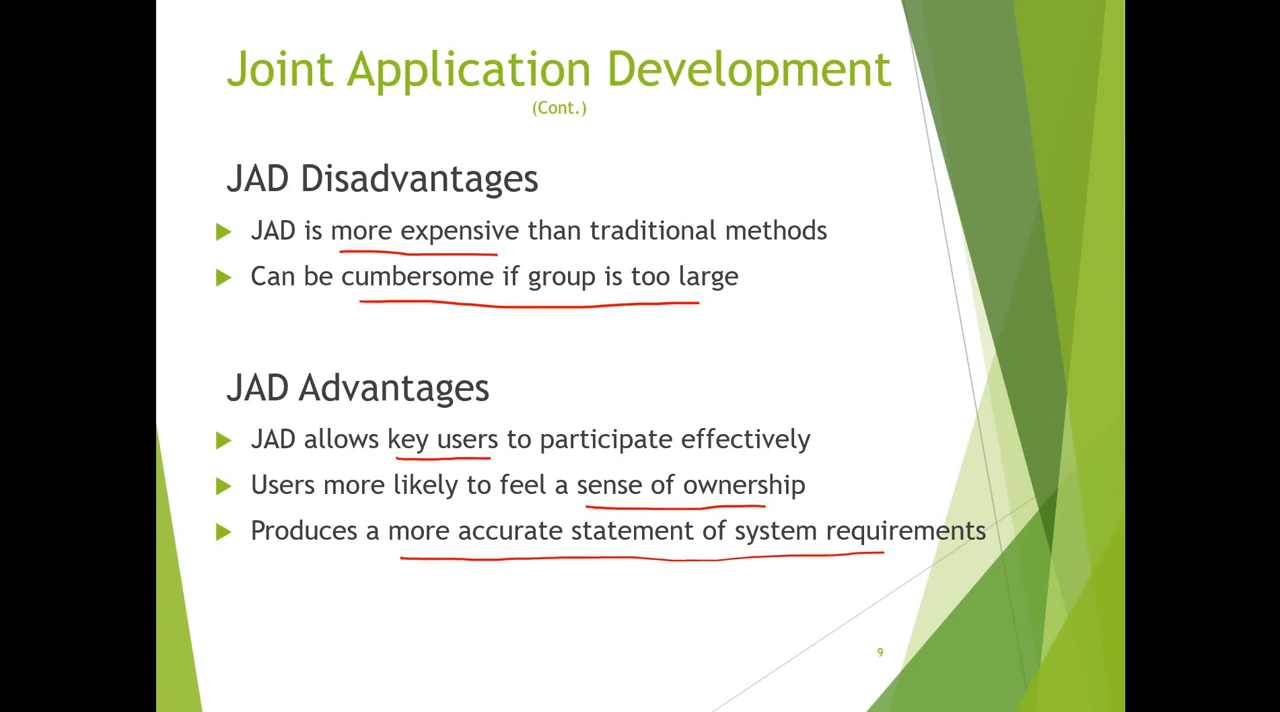 Joint Application Development
(Cont.)
JAD Disadvantages
JAD is more expensive than traditional methods
Can be cumbersome if group is too large
JAD Advantages
JAD allows key users to participate effectively
Users more likely to feel a sense of ownership
Produces a more accurate statement of system requirements
9